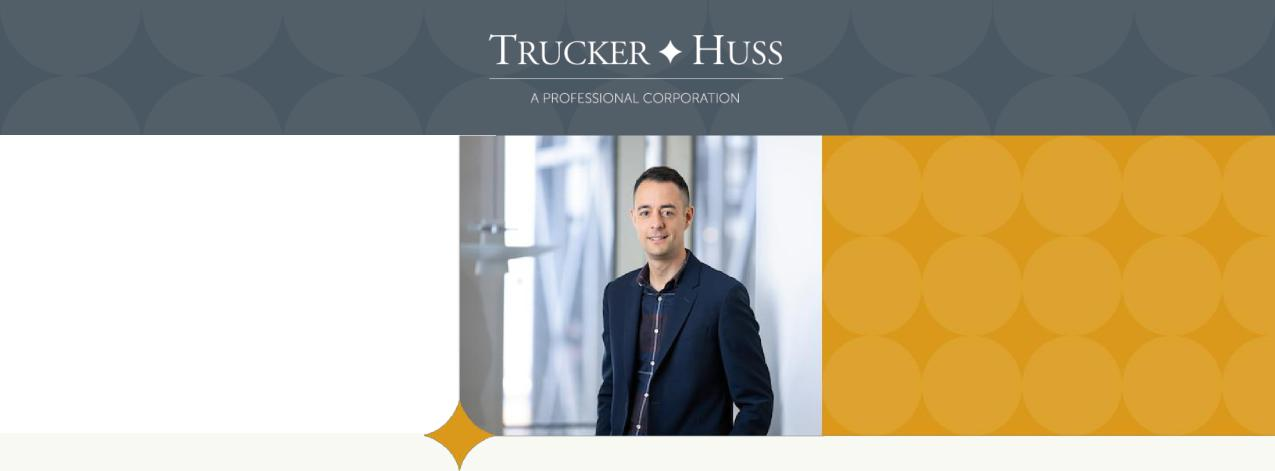 TRUCKER ✦ HUSS
A PROFESSIONAL CORPORATION